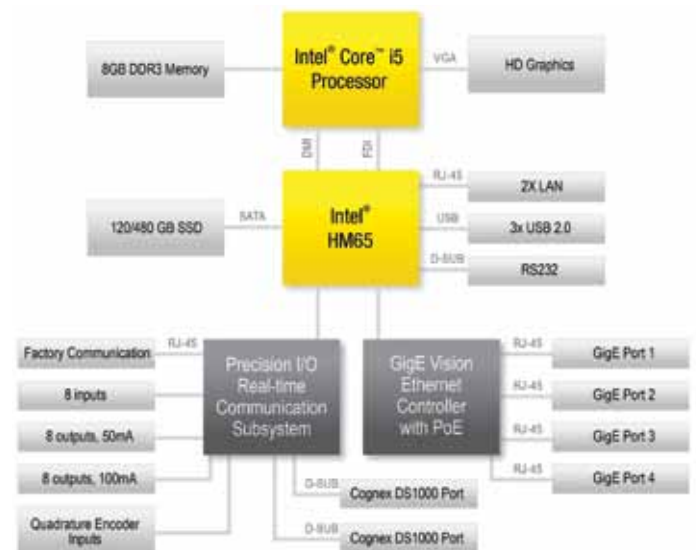 Intel® Core™ i5
Processor
8GB DDR3 Memory
VGA
HD Graphics
DMI
FDI
Intel®
HM65
120/480 GB SSD
SATA
RJ-45
2X LAN
USB
3x USB 2.0
D-SUB
RS232
Factory Communication
RJ-45
8 inputs
8 outputs, 50mA
8 outputs, 100mA
Quadrature Encoder
Inputs
Precision I/O
Real-time
Communication
Subsystem
D-SUB
Cognex DS1000 Port
D-SUB
Cognex DS1000 Port
GigE Vision
Ethernet
Controller
with PoE
RJ-45
GigE Port 1
RJ-45
GigE Port 2
RJ-45
GigE Port 3
RJ-45
GigE Port 4